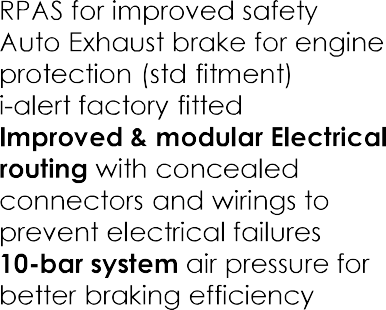 RPAS for improved safety
Auto Exhaust brake for engine
protection (std fitment)
i-alert factory fitted
Improved & modular Electrical
routing with concealed
connectors and wirings to
prevent electrical failures
10-bar system air pressure for
better braking efficiency